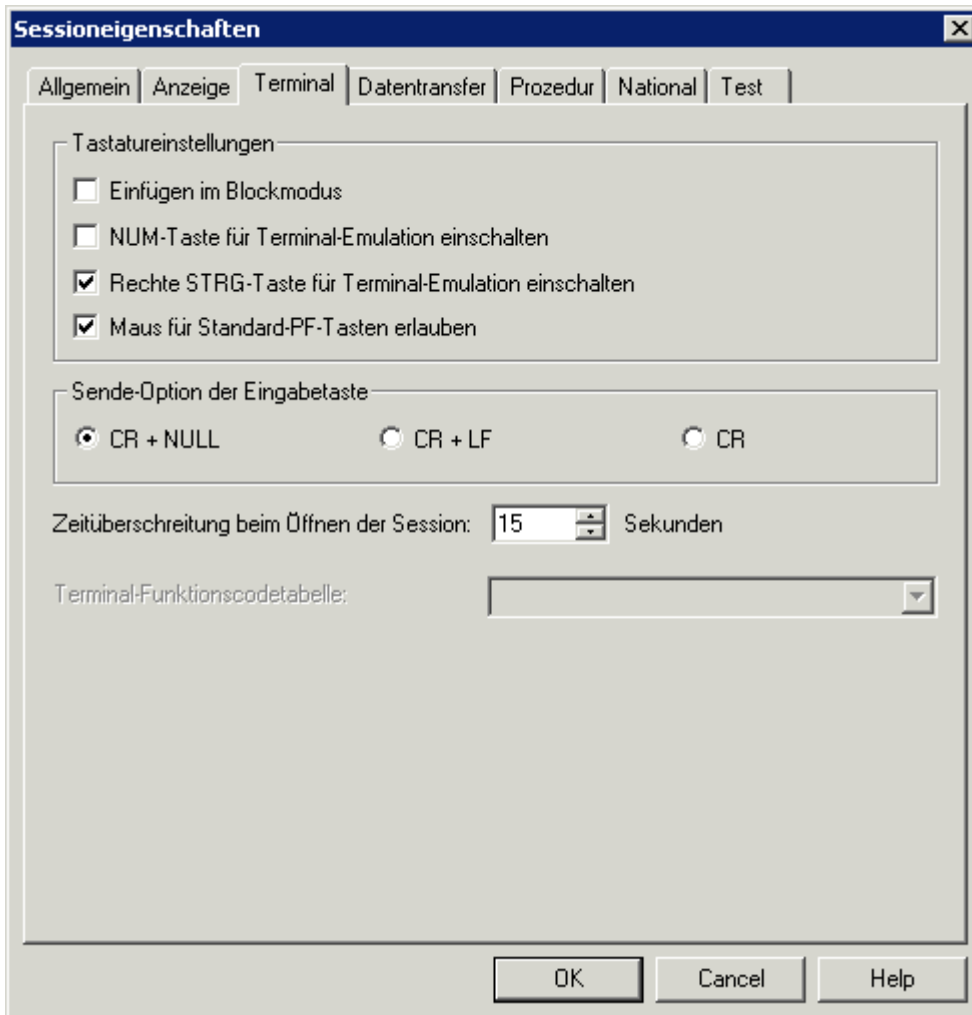 Sessioneigenschaften
Allgemein Anzeige Terminal Datentransfer Prozedur National Test
Tastatureinstellungen
Einfügen im Blockmodus
NUM-Taste für Terminal-Emulation einschalten
Rechte STRG-Taste für Terminal-Emulation einschalten
Maus für Standard-PF-Tasten erlauben
Sende-Option der Eingabetaste
CR + NULL CR + LF CR
Zeitüberschreitung beim Öffnen der Session: 15 Sekunden
Terminal-Funktionscodetabelle:
OK Cancel Help